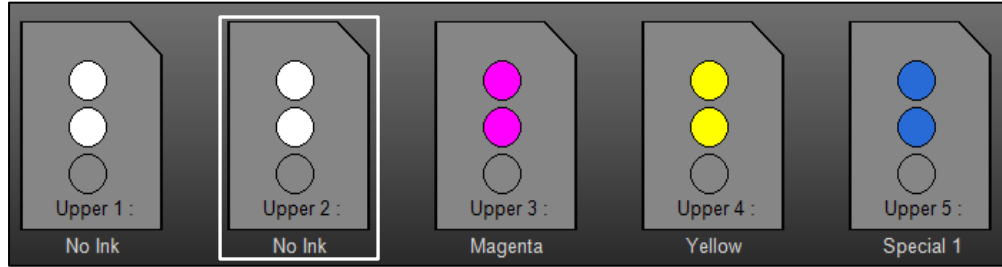 Upper 1 :
Upper 2 :
Upper 3 :
Upper 4 :
Upper 5 :
No Ink
No Ink
Magenta
Yellow
Special 1